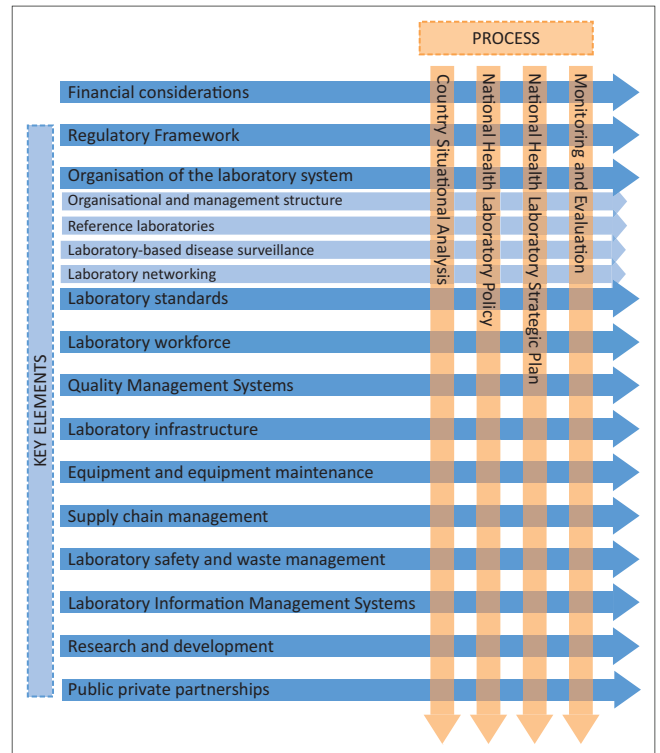 PROCESS
Country Situational Analysis
National Health Laboratory Policy
National Health Laboratory Strategic Plan
Monitoring and Evaluation
KEY ELEMENTS
Financial considerations
Regulatory Framework
Organisation of the laboratory system
Organisational and management structure
Reference laboratories
Laboratory-based disease surveillance
Laboratory networking
Laboratory standards
Laboratory workforce
Quality Management Systems
Laboratory infrastructure
Equipment and equipment maintenance
Supply chain management
Laboratory safety and waste management
Laboratory Information Management Systems
Research and development
Public private partnerships